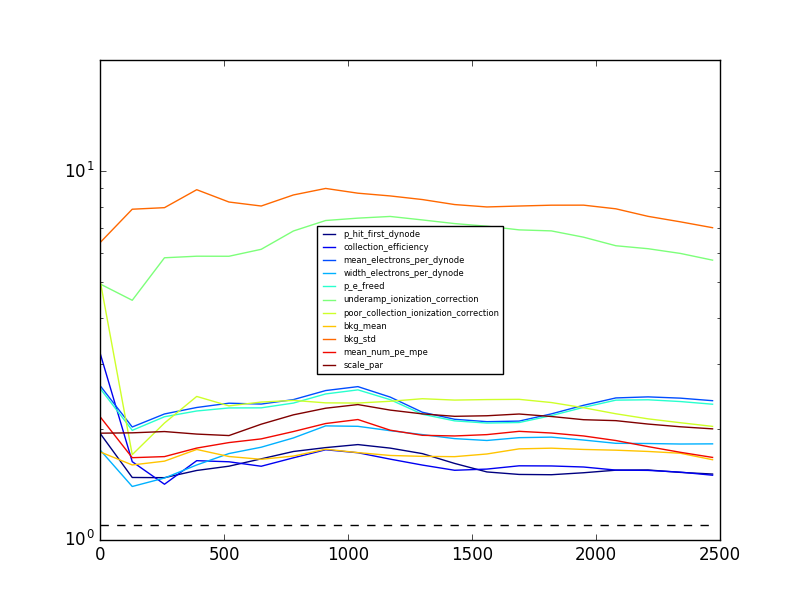 10¹
p_hit_first_dynode
collection_efficiency
mean_electrons_per_dynode
width_electrons_per_dynode
p_e_freed
underamp_ionization_correction
poor_collection_ionization_correction
bkg_mean
bkg_std
mean_num_pe_mpe
scale_par
10⁰
0 500 1000 1500 2000 2500